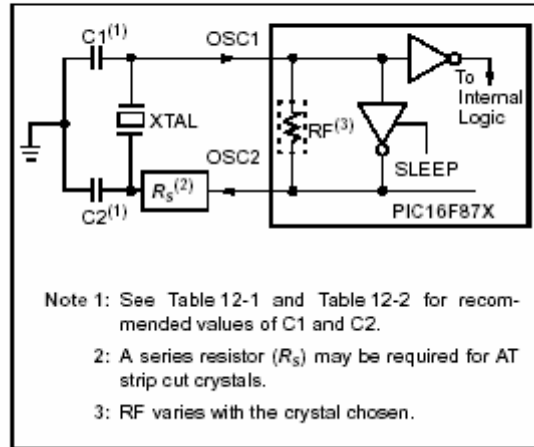 C1(1)
OSC1
To
Internal
Logic
XTAL
RF(3)
OSC2
SLEEP
RS(2)
C2(1)
PIC16F87X
Note 1: See Table 12-1 and Table 12-2 for recom-
mended values of C1 and C2.
2: A series resistor (RS) may be required for AT
strip cut crystals.
3: RF varies with the crystal chosen.